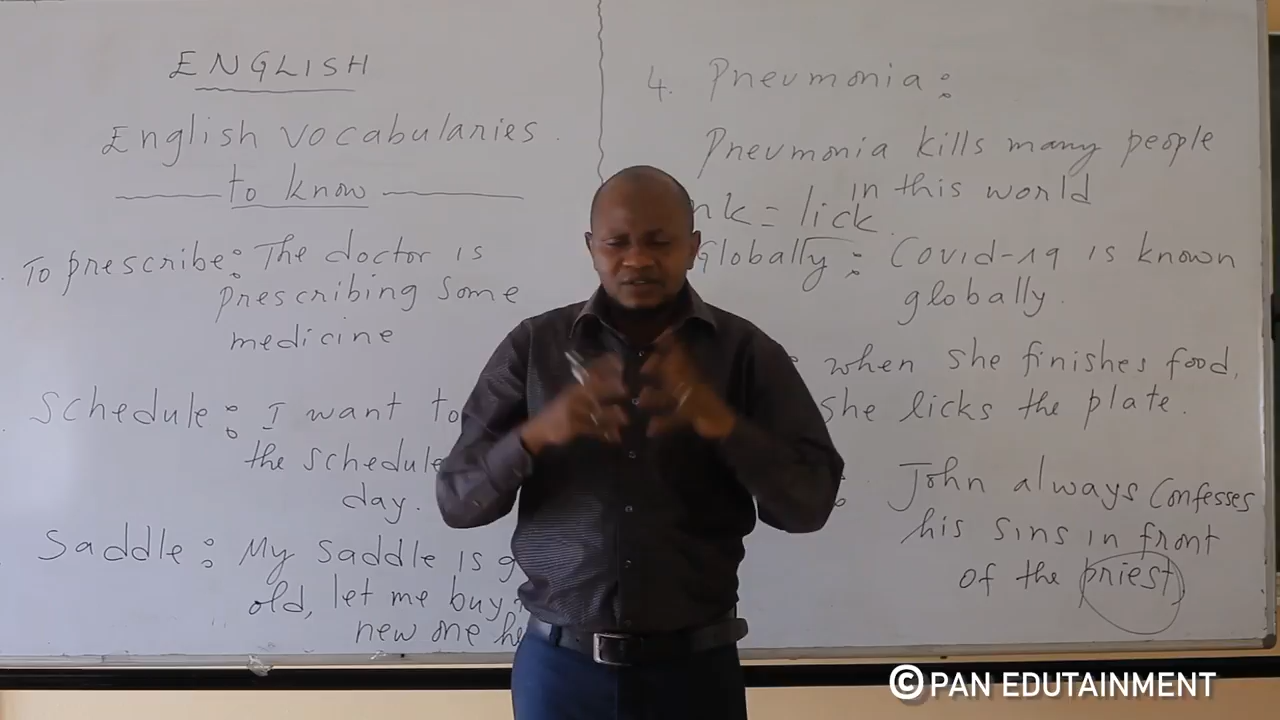 ENGLISH
English vocabularies.
to know
To prescribe: The doctor is
prescribing some
medicine
Schedule: I want to
the schedule
day.
Saddle: My saddle is
old, let me buy
new one
4. Pneumonia:
Pneumonia kills many people
in this world
= lick
Globally: Covid-19 is known
globally.
when she finishes food,
she licks the plate.
John always confesses
his sins in front
of the priest
© PAN EDUTAINMENT